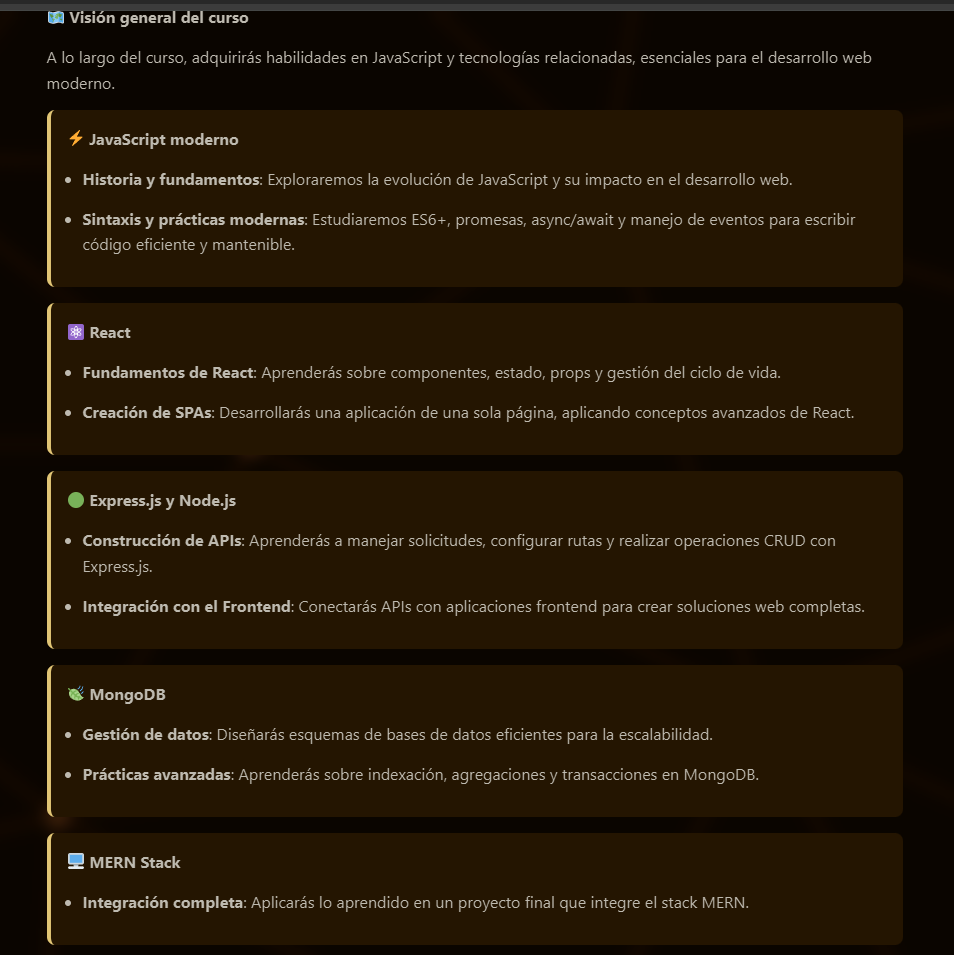 🗺️ Visión general del curso
A lo largo del curso, adquirirás habilidades en JavaScript y tecnologías relacionadas, esenciales para el desarrollo web
moderno.
⚡ JavaScript moderno
• Historia y fundamentos: Exploraremos la evolución de JavaScript y su impacto en el desarrollo web.
• Sintaxis y prácticas modernas: Estudiaremos ES6+, promesas, async/await y manejo de eventos para escribir
código eficiente y mantenible.
⚛️ React
• Fundamentos de React: Aprenderás sobre componentes, estado, props y gestión del ciclo de vida.
• Creación de SPAs: Desarrollarás una aplicación de una sola página, aplicando conceptos avanzados de React.
🟢 Express.js y Node.js
• Construcción de APIs: Aprenderás a manejar solicitudes, configurar rutas y realizar operaciones CRUD con
Express.js.
• Integración con el Frontend: Conectarás APIs con aplicaciones frontend para crear soluciones web completas.
🍃 MongoDB
• Gestión de datos: Diseñarás esquemas de bases de datos eficientes para la escalabilidad.
• Prácticas avanzadas: Aprenderás sobre indexación, agregaciones y transacciones en MongoDB.
🖥️ MERN Stack
• Integración completa: Aplicarás lo aprendido en un proyecto final que integre el stack MERN.